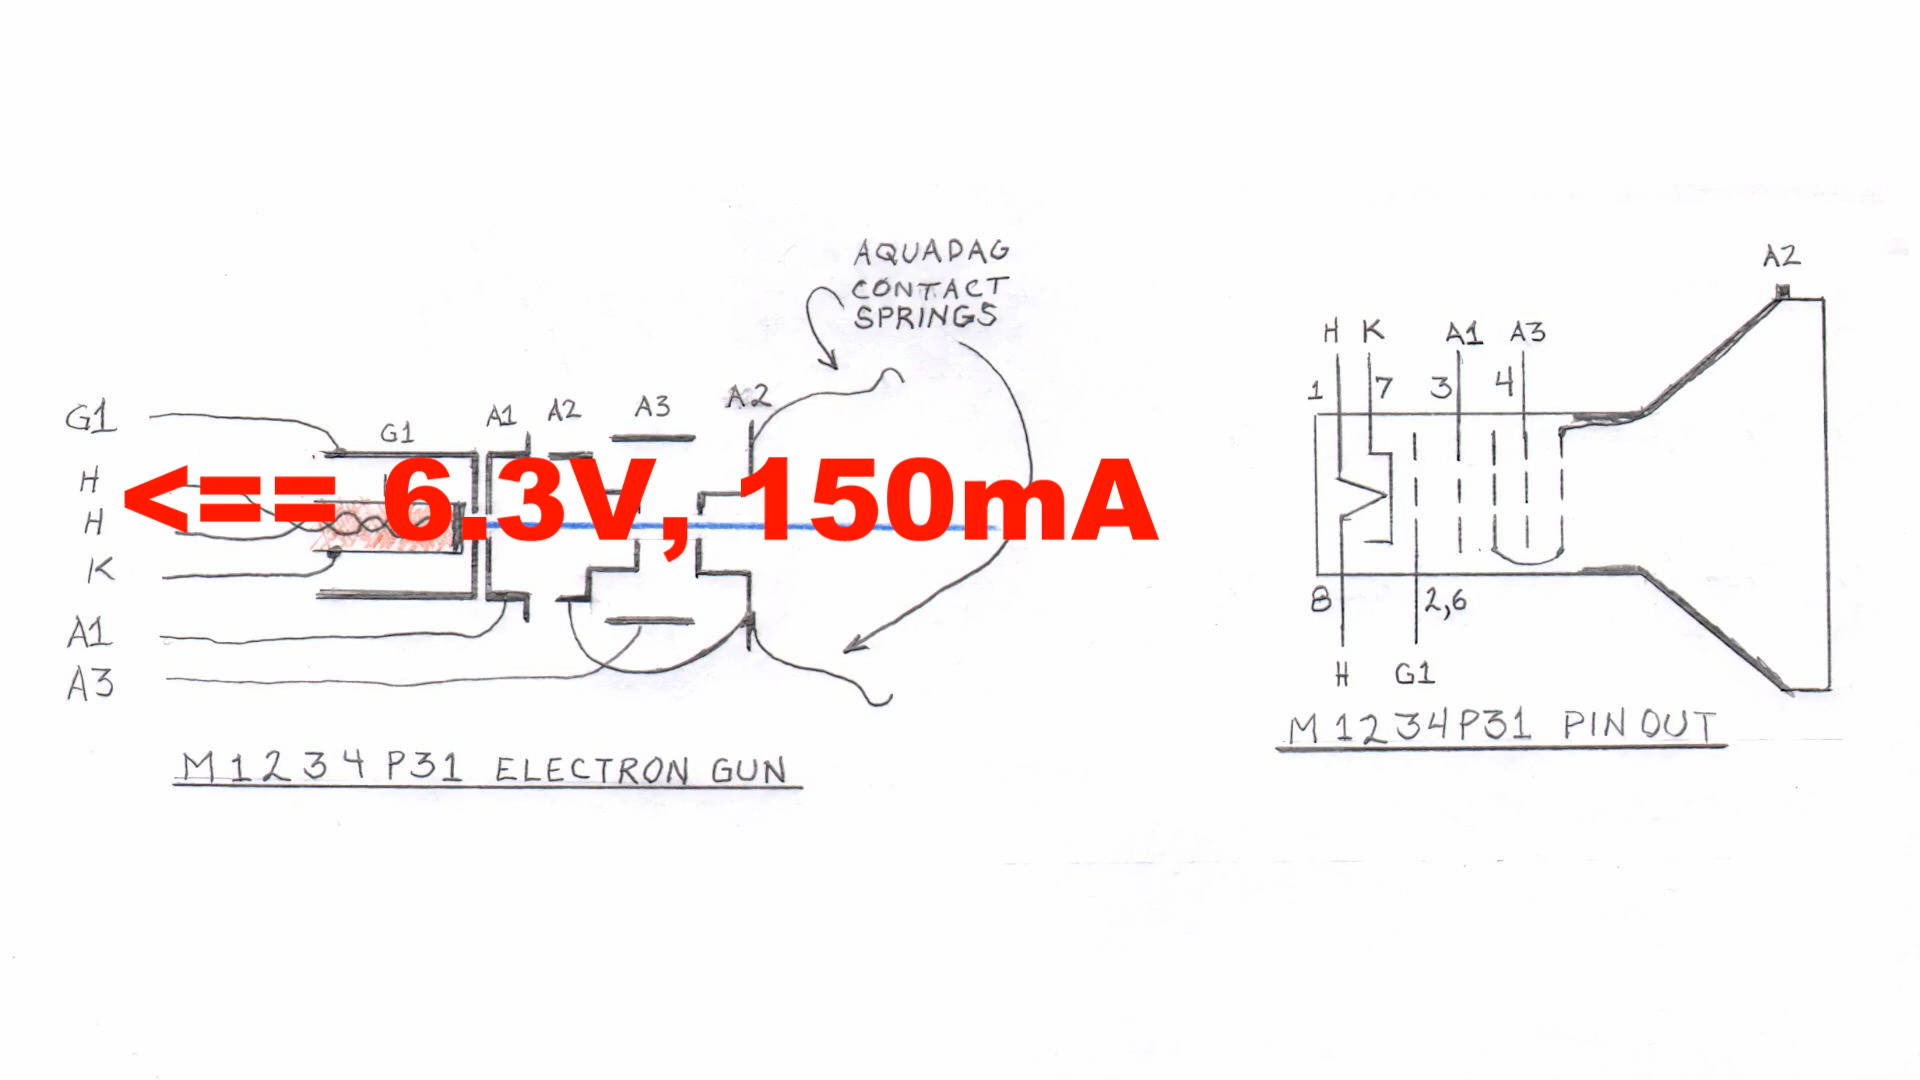 AQUADAG
CONTACT
SPRINGS
G1
H
H
K
A1
A3
G1
A1
A2
A3
A2
<== 6.3V, 150mA
M1234P31 ELECTRON GUN
A2
H K A1 A3
1 7 3 4
8 2,6
H G1
M1234P31 PIN OUT